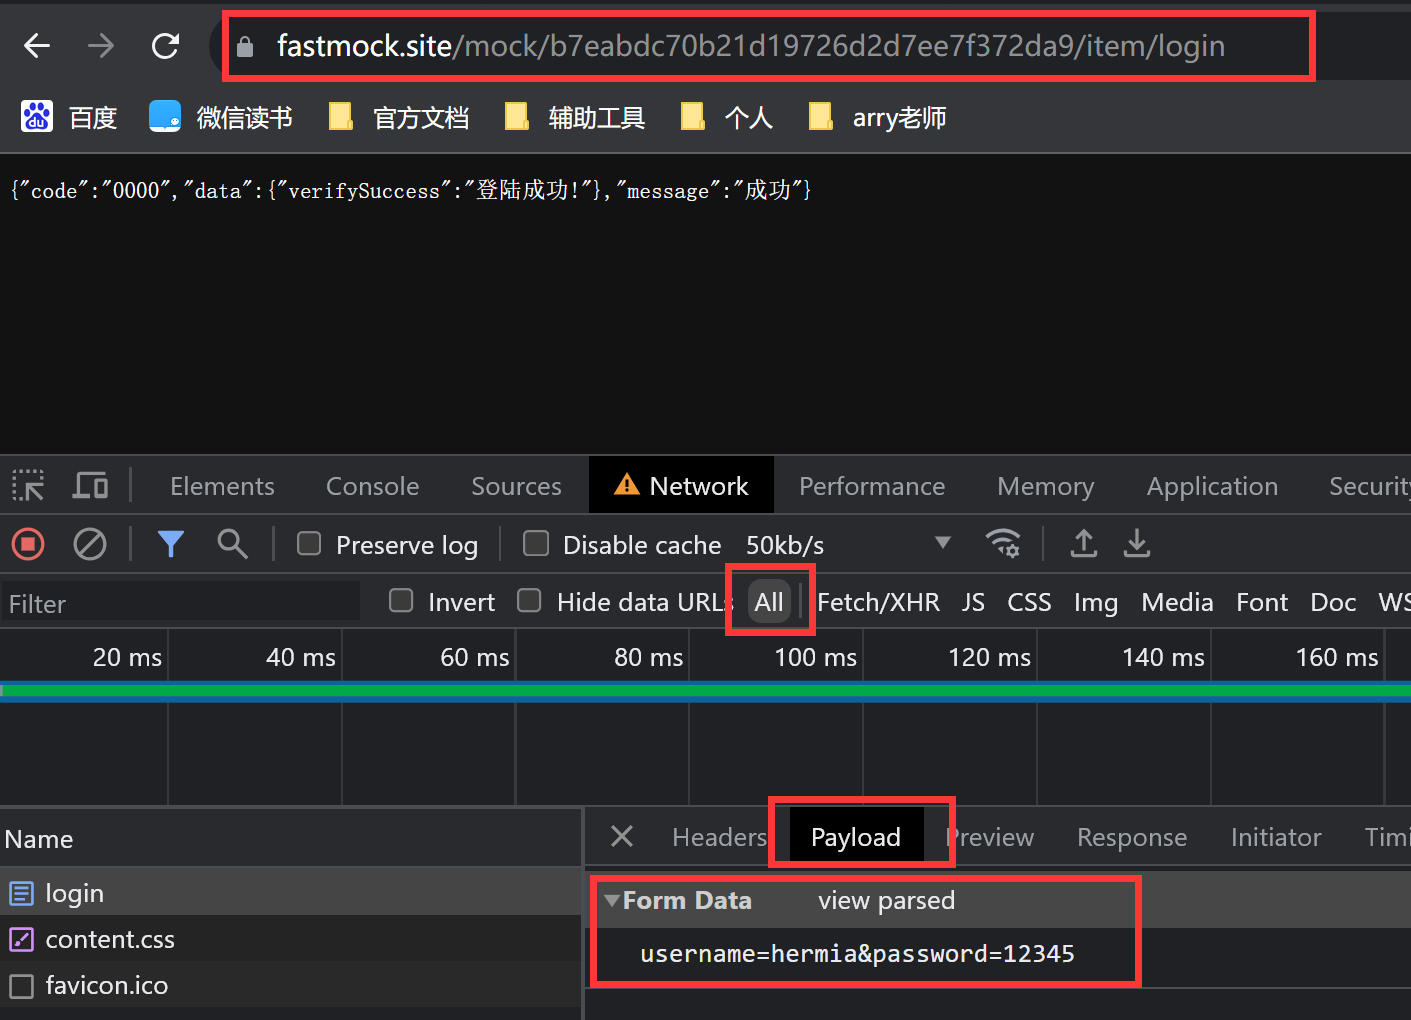 fastmock.site/mock/b7eabdc70b21d19726d2d7ee7f372da9/item/login
du 百度 微信读书 官方文档 辅助工具 个人 arry老师
{"code":"0000","data":{"verifySuccess":"登陆成功!"},"message":"成功"}
Elements Console Sources Network Performance Memory Application Security
Preserve log Disable cache 50kb/s
Filter Invert Hide data URLs All Fetch/XHR JS CSS Img Media Font Doc WS
20 ms 40 ms 60 ms 80 ms 100 ms 120 ms 140 ms 160 ms
Name Headers Payload Preview Response Initiator Timi
login
Form Data view parsed
content.css
username=hermia&password=12345
favicon.ico